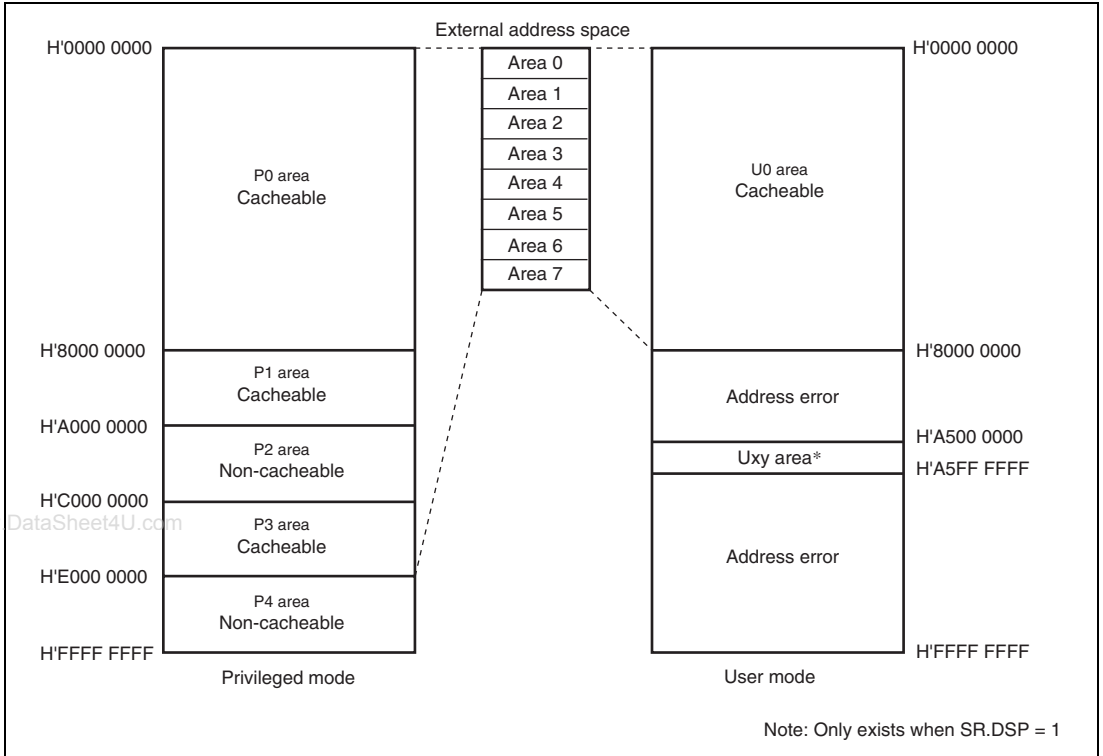 External address space
H'0000 0000
H'0000 0000
Area 0
Area 1
Area 2
Area 3
Area 4
Area 5
Area 6
Area 7
P0 area
Cacheable
U0 area
Cacheable
H'8000 0000
H'8000 0000
P1 area
Cacheable
Address error
H'A000 0000
H'A500 0000
P2 area
Non-cacheable
Uxy area*
H'A5FF FFFF
H'C000 0000
DataSheet4U.com
P3 area
Cacheable
Address error
H'E000 0000
P4 area
Non-cacheable
H'FFFF FFFF
H'FFFF FFFF
Privileged mode
User mode
Note: Only exists when SR.DSP = 1